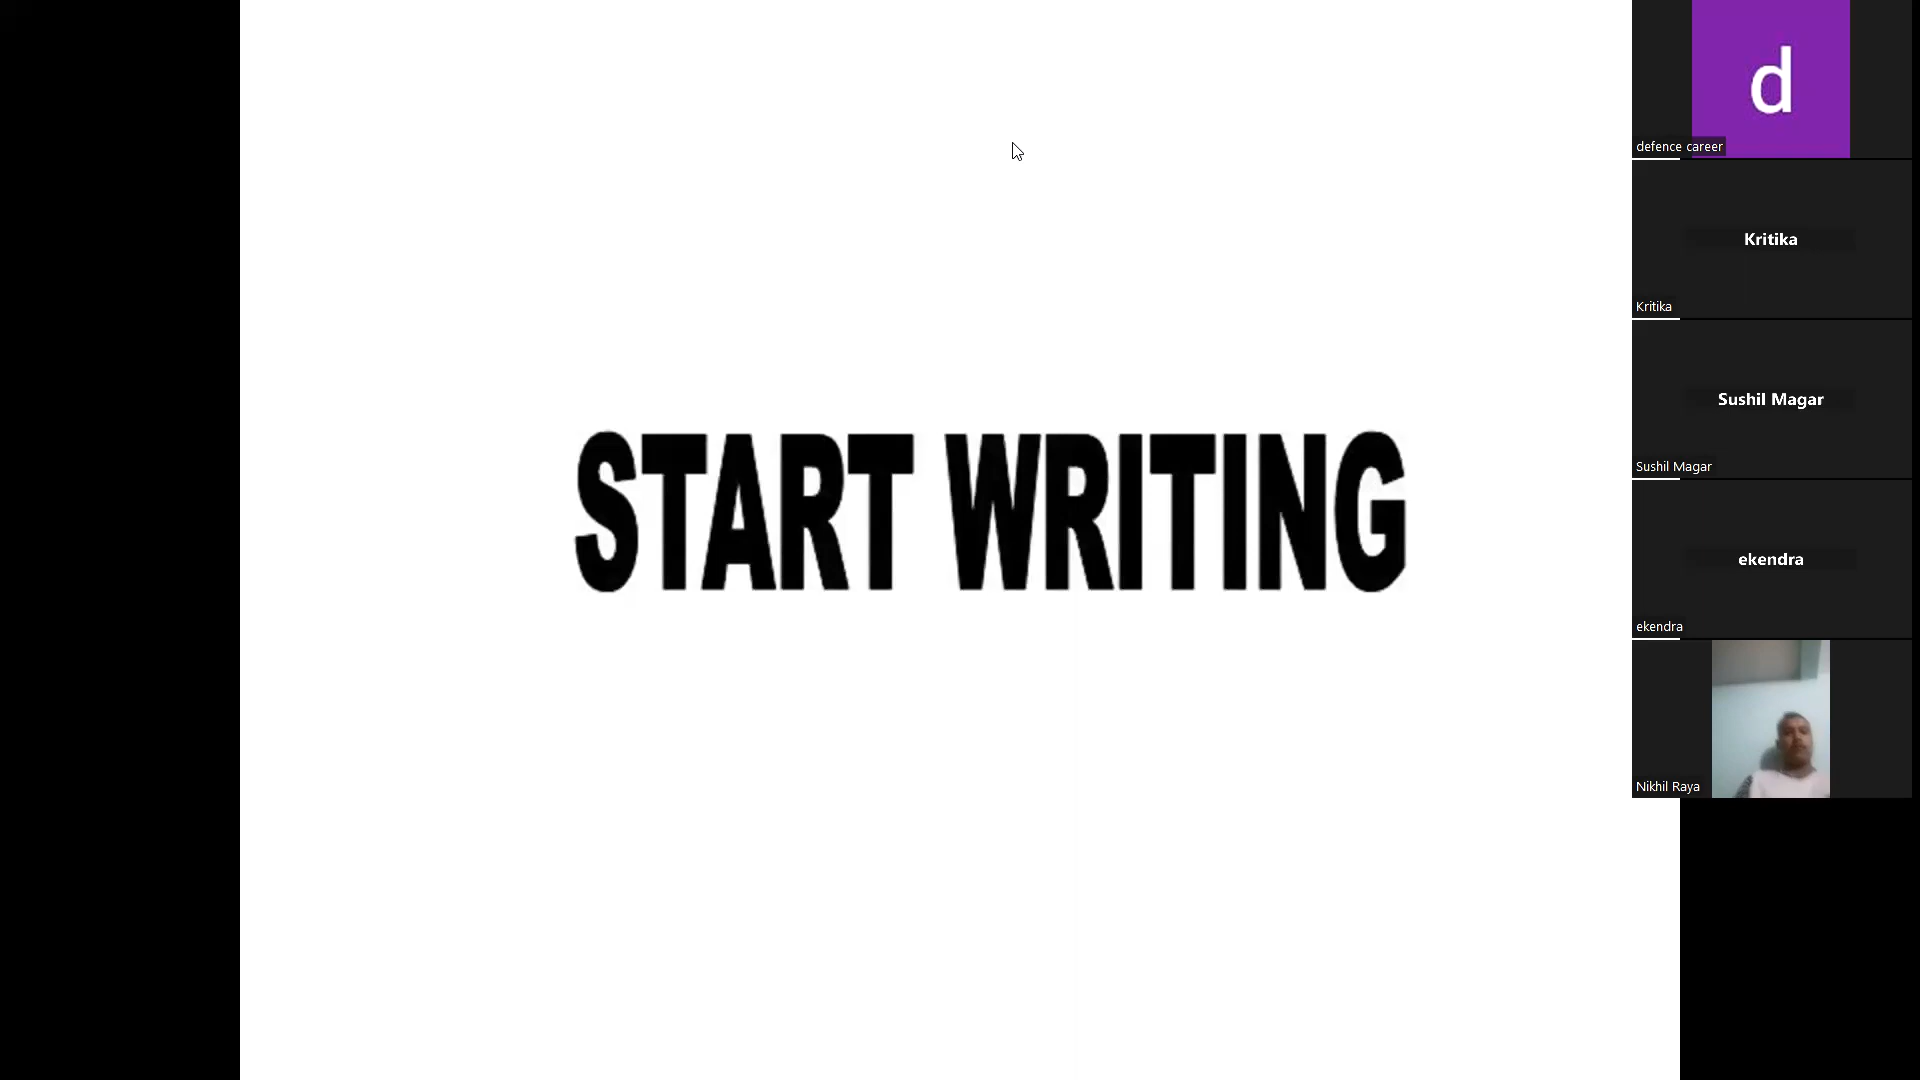 START WRITING
d
defence career
Kritika
Kritika
Sushil Magar
Sushil Magar
ekendra
ekendra
Nikhil Raya